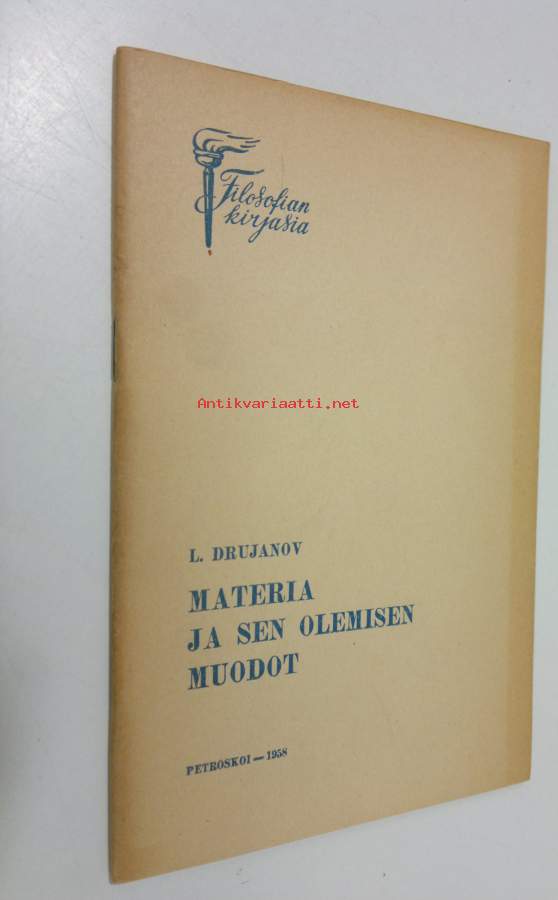 Filosofian
kirjasia
Antikvariaatti.net
L. DRUJANOV
MATERIA
JA SEN OLEMISEN
MUODOT
PETROSKOI — 1958